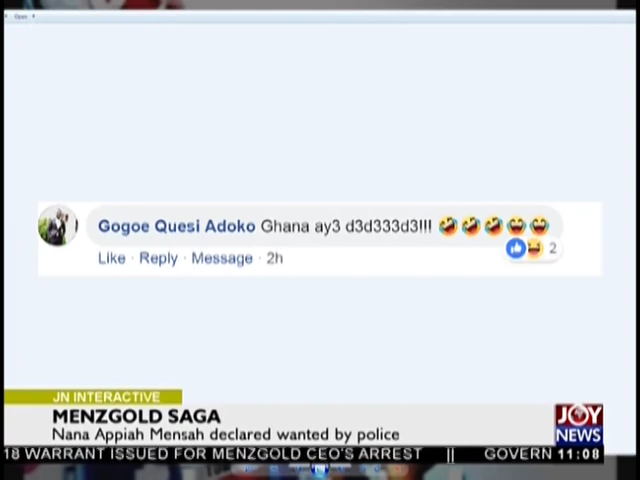 Open
Gogoe Quesi Adoko Ghana ay3 d3d333d3!!! 🤣🤣🤣😂😂
Like · Reply · Message · 2h
2
JN INTERACTIVE
MENZGOLD SAGA
Nana Appiah Mensah declared wanted by police
JOY
NEWS
18 WARRANT ISSUED FOR MENZGOLD CEO'S ARREST || GOVERN 11:08